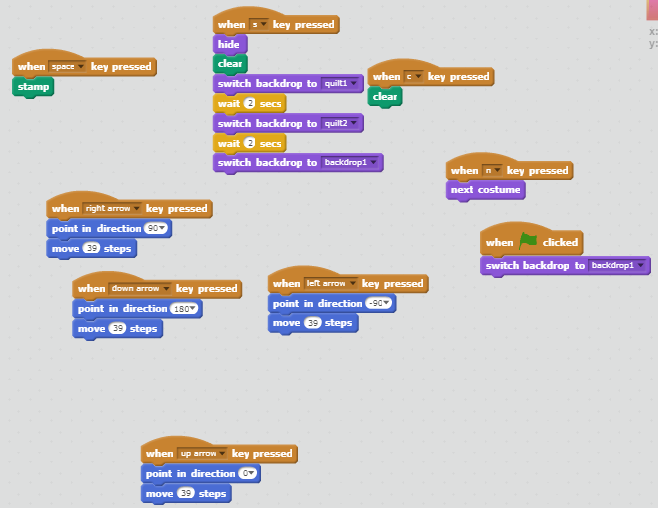 when space key pressed
stamp
when s key pressed
hide
clear
switch backdrop to quilt1
wait 2 secs
switch backdrop to quilt2
wait 2 secs
switch backdrop to backdrop1
when c key pressed
clear
when n key pressed
next costume
when clicked
switch backdrop to backdrop1
when right arrow key pressed
point in direction 90
move 39 steps
when down arrow key pressed
point in direction 180
move 39 steps
when left arrow key pressed
point in direction -90
move 39 steps
when up arrow key pressed
point in direction 0
move 39 steps
x:
y: